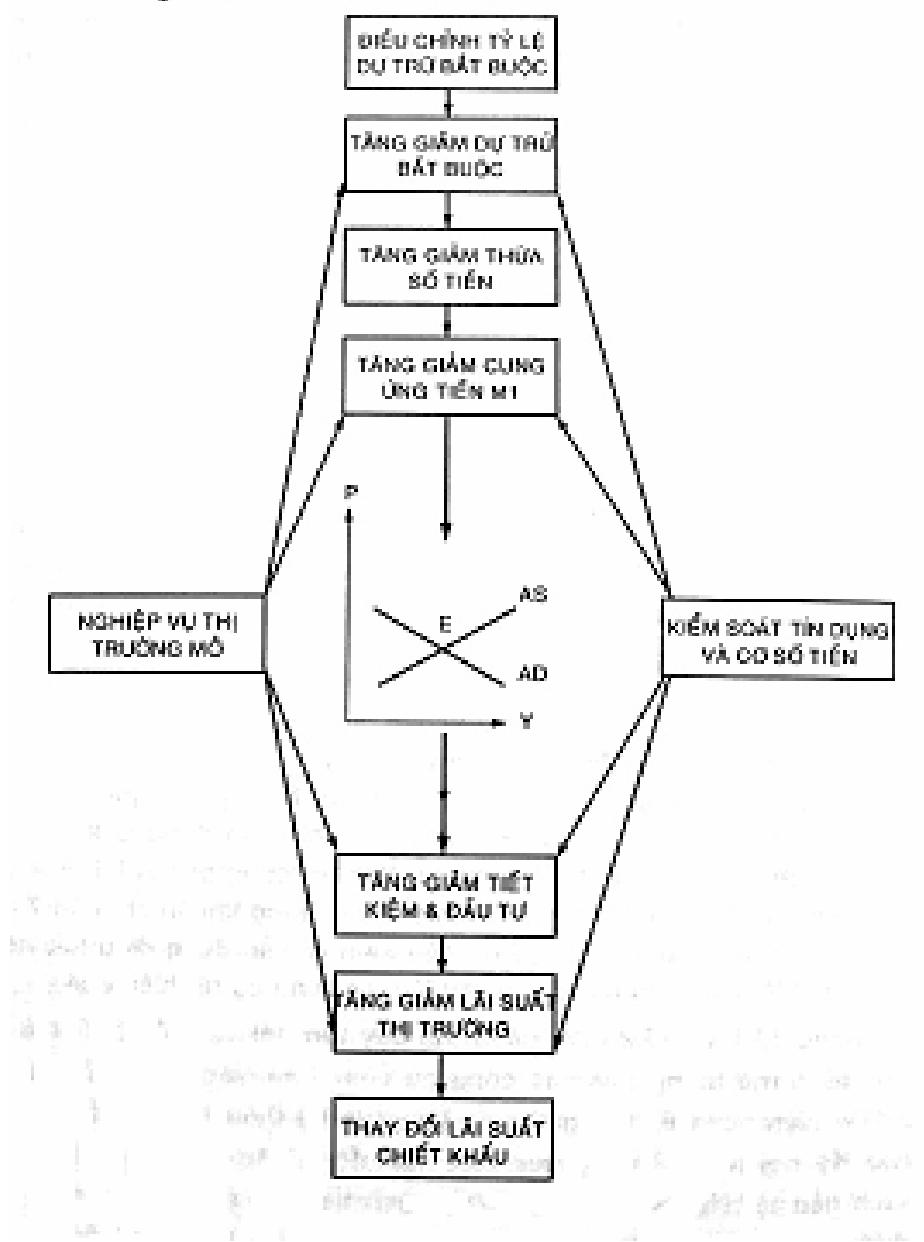 ĐIỀU CHỈNH TỶ LỆ
DỰ TRỮ BẮT BUỘC
TĂNG GIẢM DỰ TRỮ
BẮT BUỘC
TĂNG GIẢM THỪA
SỐ TIỀN
TĂNG GIẢM CUNG
ỨNG TIỀN M1
P
AS
E
AD
Y
NGHIỆP VỤ THỊ
TRƯỜNG MỞ
KIỂM SOÁT TÍN DỤNG
VÀ CƠ SỐ TIỀN
TĂNG GIẢM TIẾT
KIỆM & ĐẦU TƯ
TĂNG GIẢM LÃI SUẤT
THỊ TRƯỜNG
THAY ĐỔI LÃI SUẤT
CHIẾT KHẤU